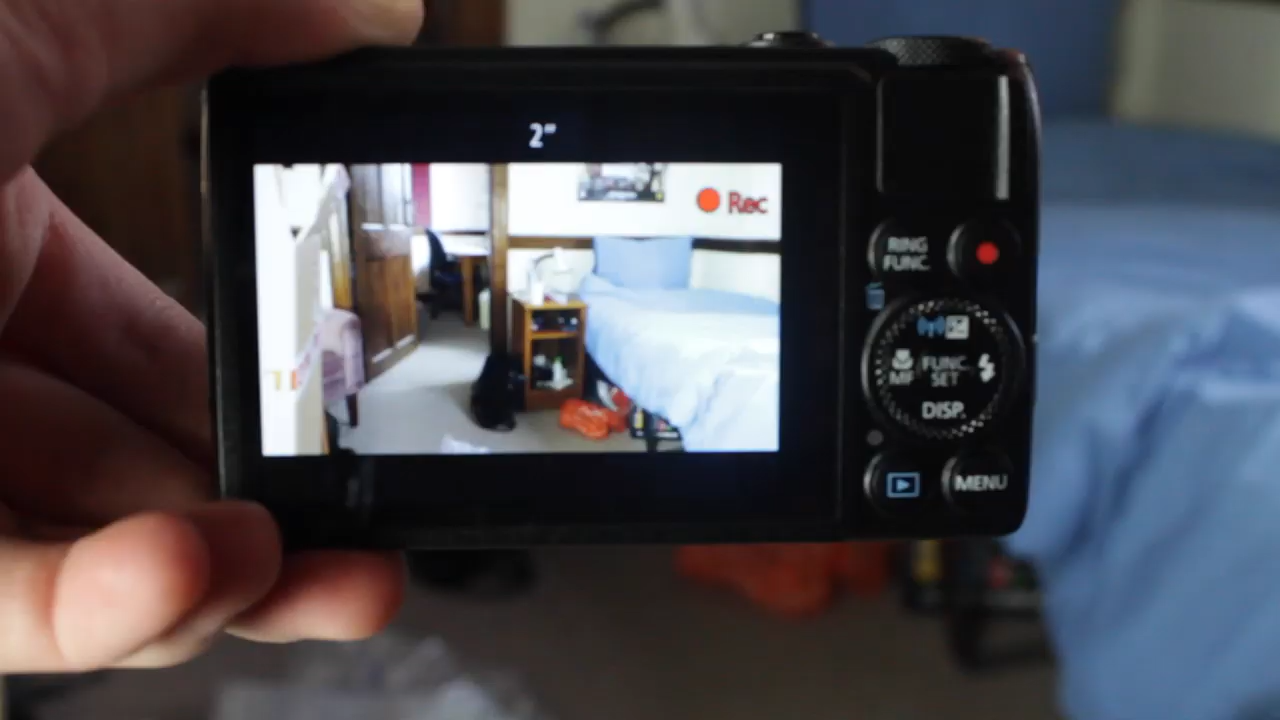 2"
Rec
RING
FUNC.
MF
FUNC.
SET
DISP.
MENU